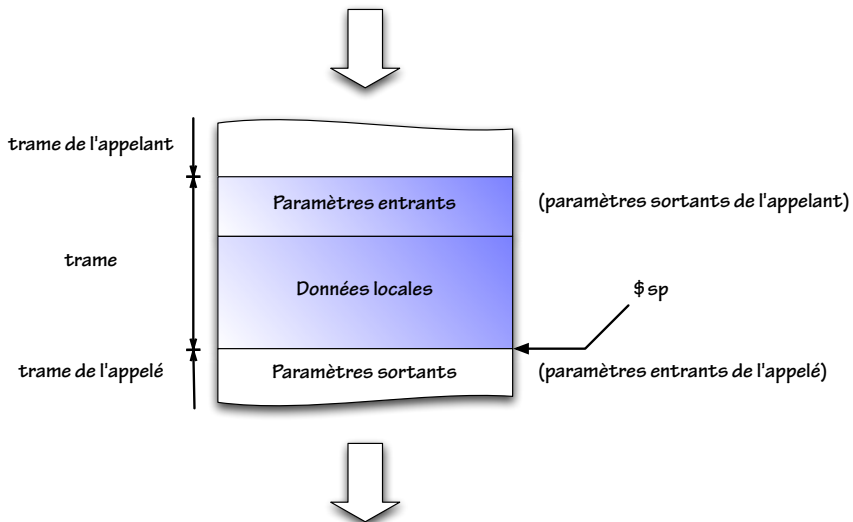 trame de l'appelant
Paramètres entrants
(paramètres sortants de l'appelant)
trame
Données locales
$sp
trame de l'appelé
Paramètres sortants
(paramètres entrants de l'appelé)